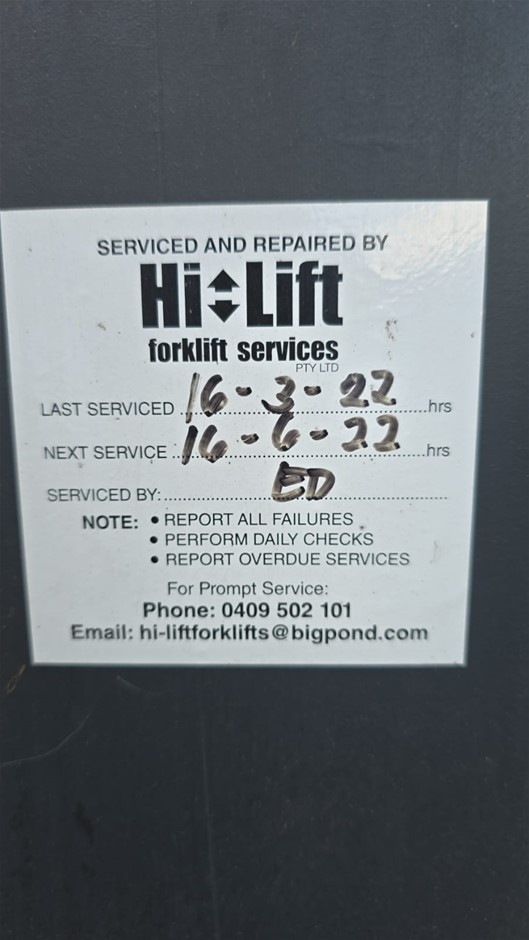 SERVICED AND REPAIRED BY
Hi Lift
forklift services
PTY LTD
LAST SERVICED 16-3-22 hrs
NEXT SERVICE 16-6-22 hrs
SERVICED BY: ED
NOTE: • REPORT ALL FAILURES
• PERFORM DAILY CHECKS
• REPORT OVERDUE SERVICES
For Prompt Service:
Phone: 0409 502 101
Email: hi-liftforklifts@bigpond.com